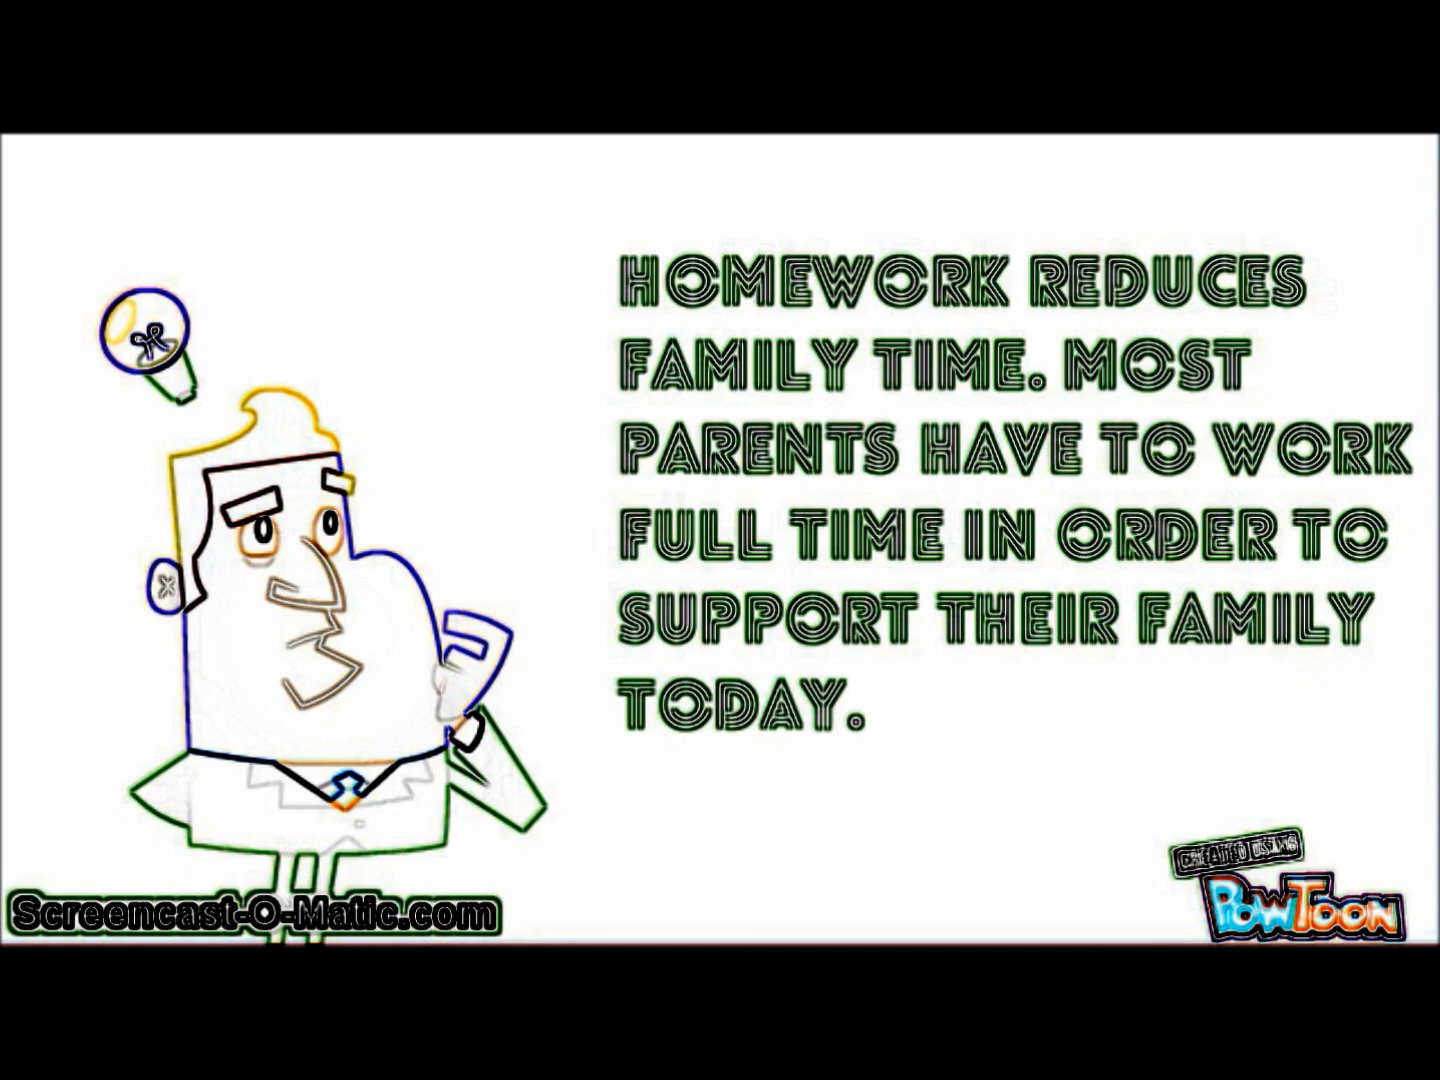 HOMEWORK REDUCES
FAMILY TIME. MOST
PARENTS HAVE TO WORK
FULL TIME IN ORDER TO
SUPPORT THEIR FAMILY
TODAY.
CREATED USING
POWTOON
Screencast-O-Matic.com